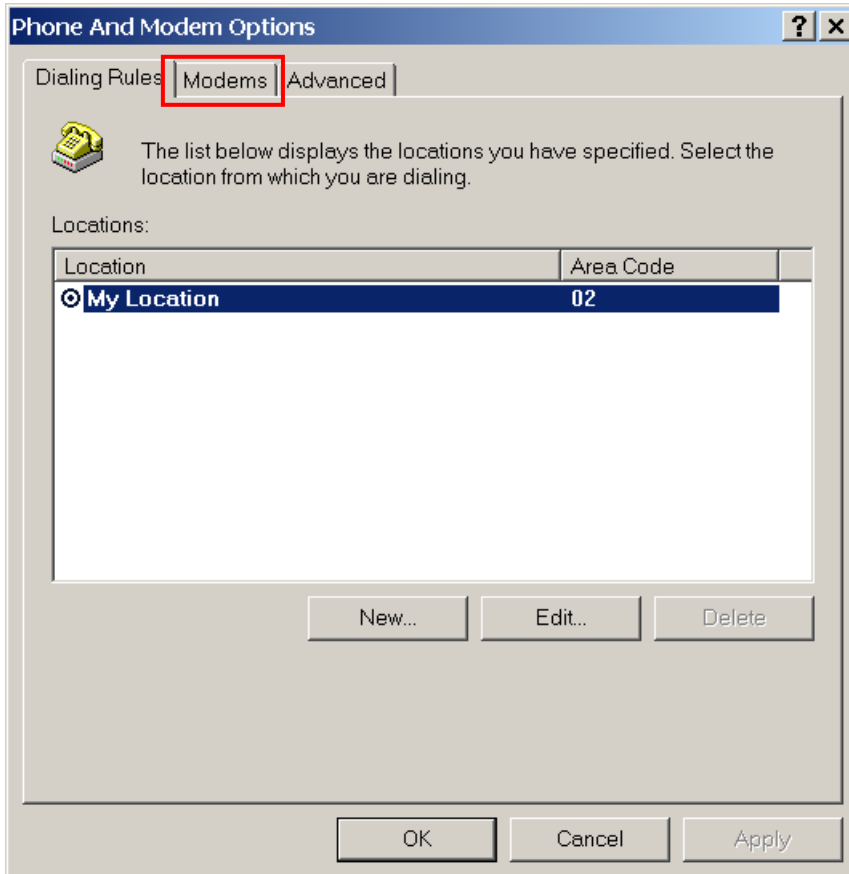 Phone And Modem Options
Dialing Rules Modems Advanced
The list below displays the locations you have specified. Select the
location from which you are dialing.
Locations:
Location Area Code
My Location 02
New... Edit... Delete
OK Cancel Apply